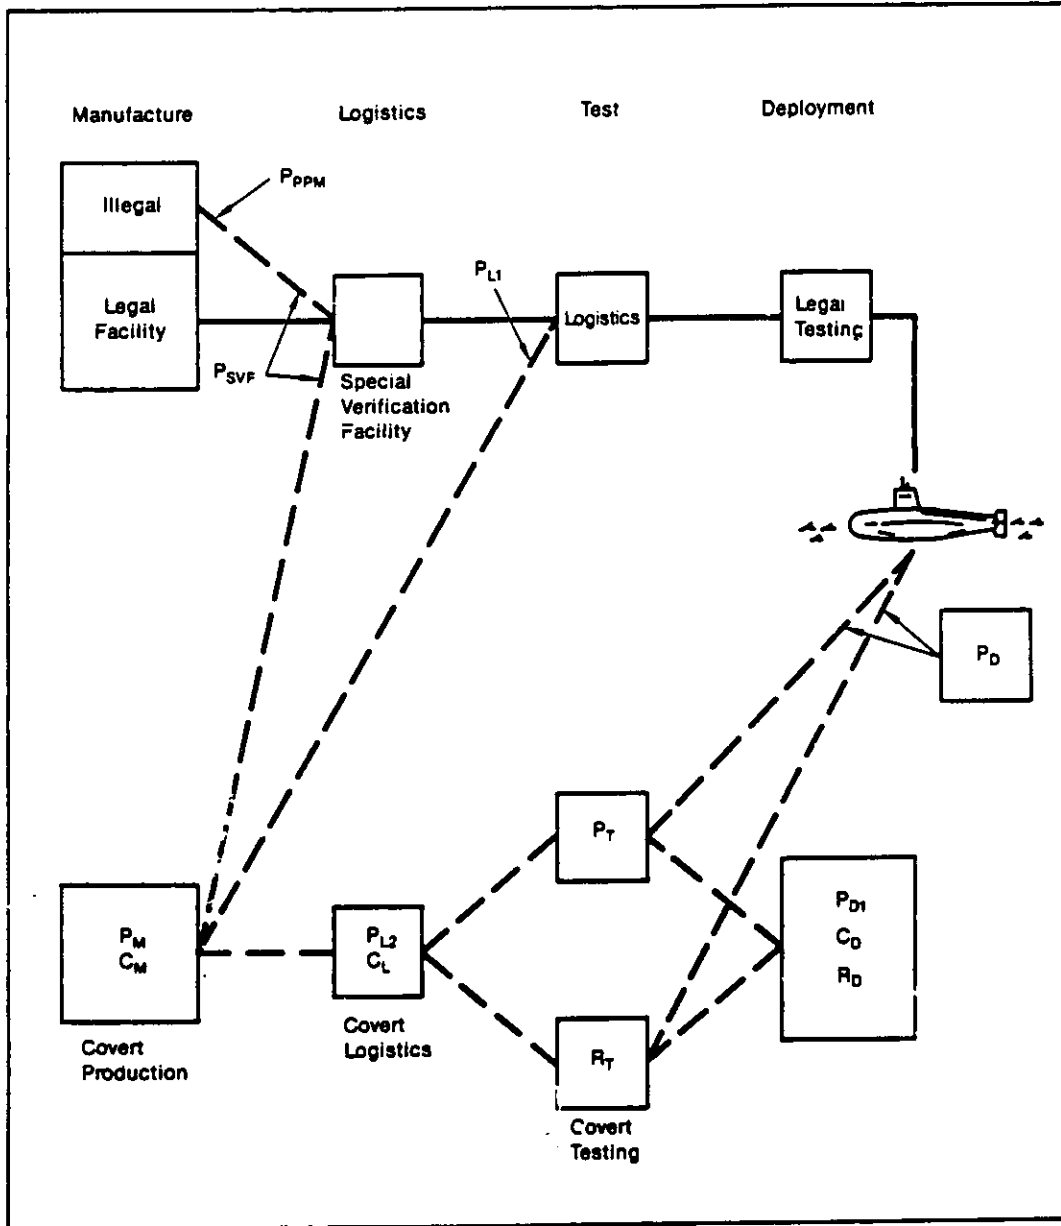 Manufacture
Logistics
Test
Deployment
Illegal
P_PPM
Legal
Facility
P_SVF
Special
Verification
Facility
P_L1
Logistics
Legal
Testing
P_D
P_M
C_M
Covert
Production
P_L2
C_L
Covert
Logistics
P_T
R_T
Covert
Testing
P_D1
C_D
R_D